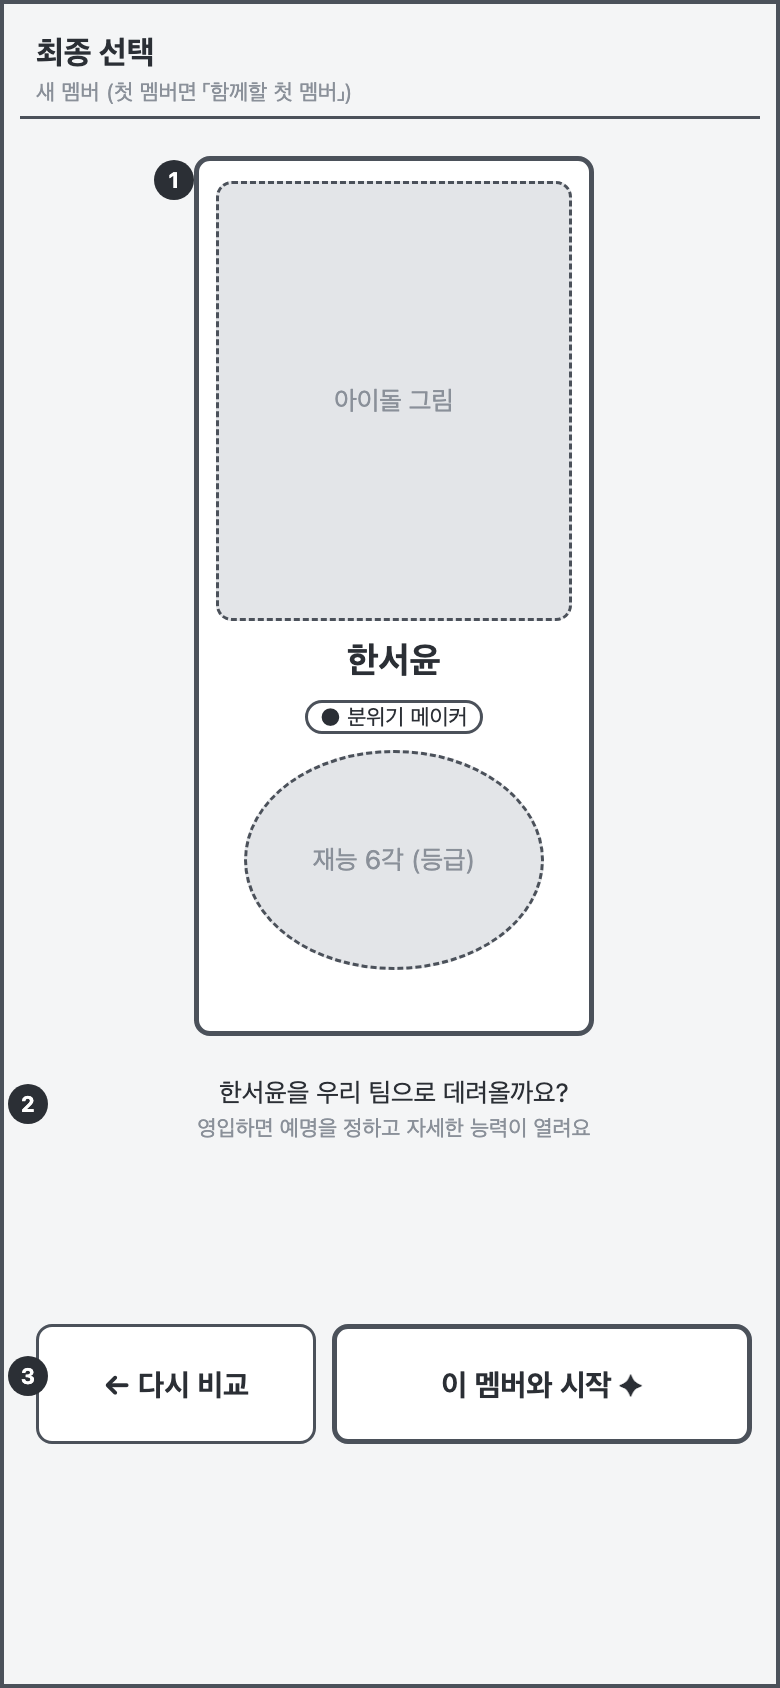 최종 선택
새 멤버 (첫 멤버면 「함께할 첫 멤버」)
1
아이돌 그림
한서윤
● 분위기 메이커
재능 6각 (등급)
2
한서윤을 우리 팀으로 데려올까요?
영입하면 예명을 정하고 자세한 능력이 열려요
3
← 다시 비교
이 멤버와 시작 ✦